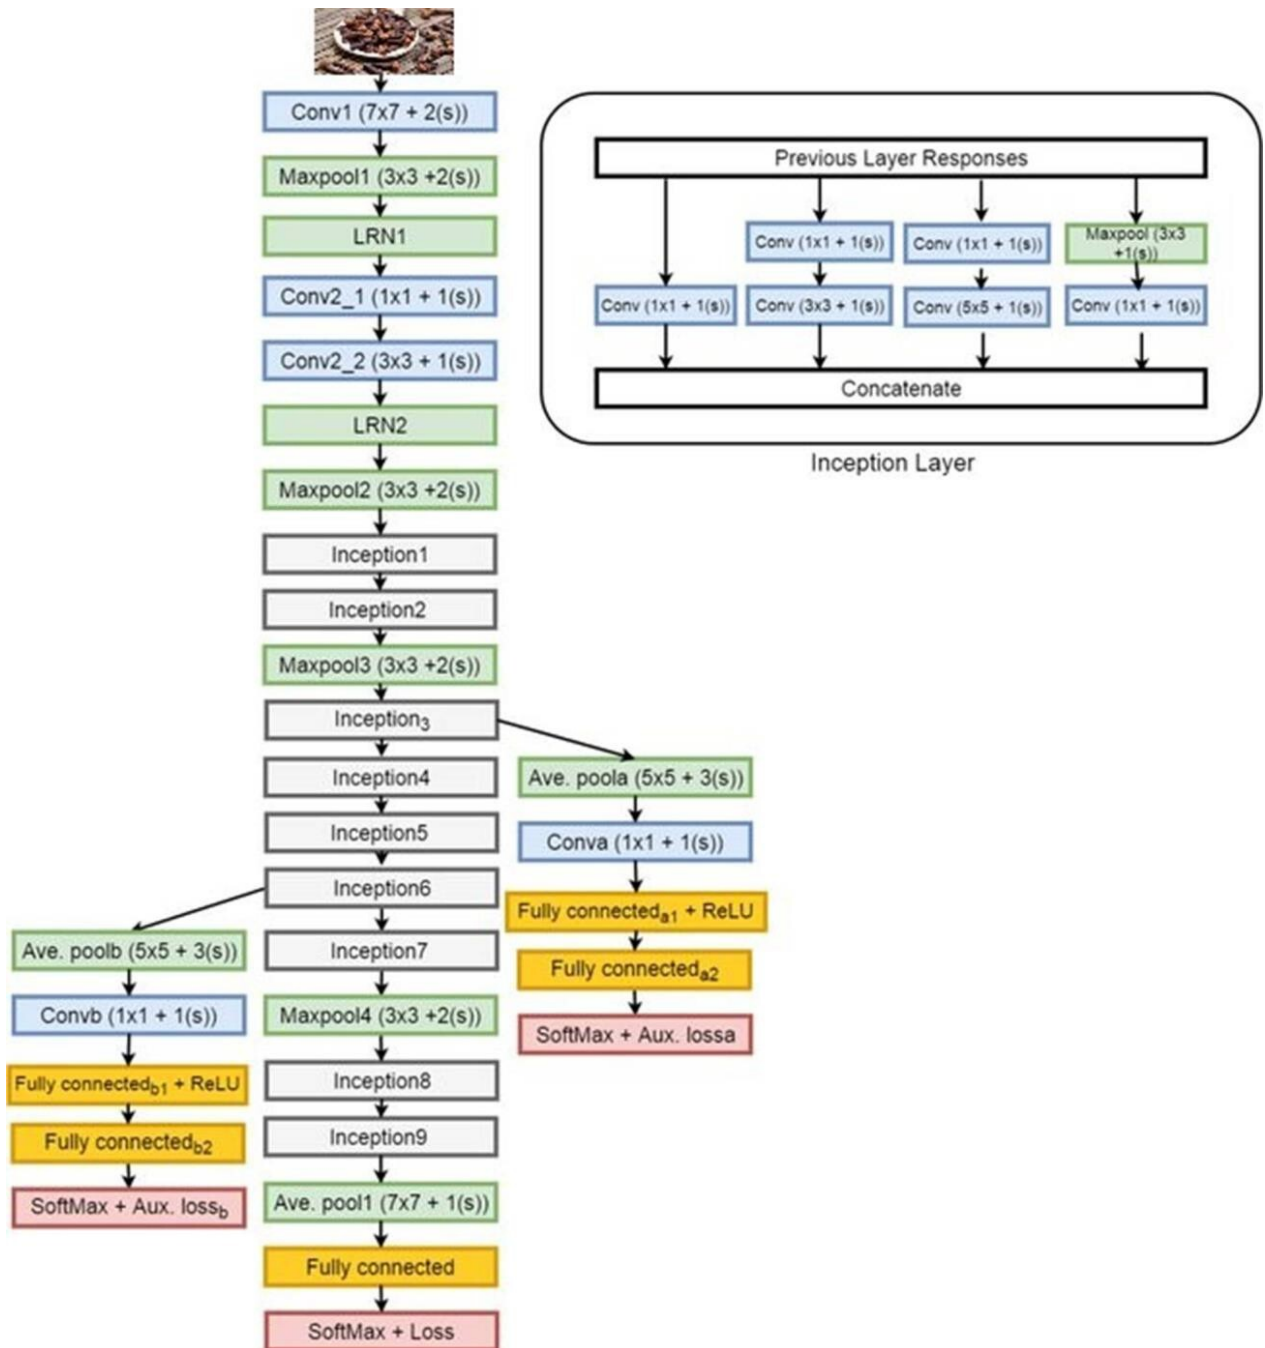 Conv1 (7x7 + 2(s))
Maxpool1 (3x3 +2(s))
LRN1
Conv2_1 (1x1 + 1(s))
Conv2_2 (3x3 + 1(s))
LRN2
Maxpool2 (3x3 +2(s))
Inception1
Inception2
Maxpool3 (3x3 +2(s))
Inception3
Inception4
Inception5
Inception6
Inception7
Maxpool4 (3x3 +2(s))
Inception8
Inception9
Ave. pool1 (7x7 + 1(s))
Fully connected
SoftMax + Loss
Ave. poolb (5x5 + 3(s))
Convb (1x1 + 1(s))
Fully connectedb1 + ReLU
Fully connectedb2
SoftMax + Aux. lossb
Ave. poola (5x5 + 3(s))
Conva (1x1 + 1(s))
Fully connecteda1 + ReLU
Fully connecteda2
SoftMax + Aux. lossa
Previous Layer Responses
Conv (1x1 + 1(s))
Conv (1x1 + 1(s))
Maxpool (3x3
+1(s))
Conv (1x1 + 1(s))
Conv (3x3 + 1(s))
Conv (5x5 + 1(s))
Conv (1x1 + 1(s))
Concatenate
Inception Layer